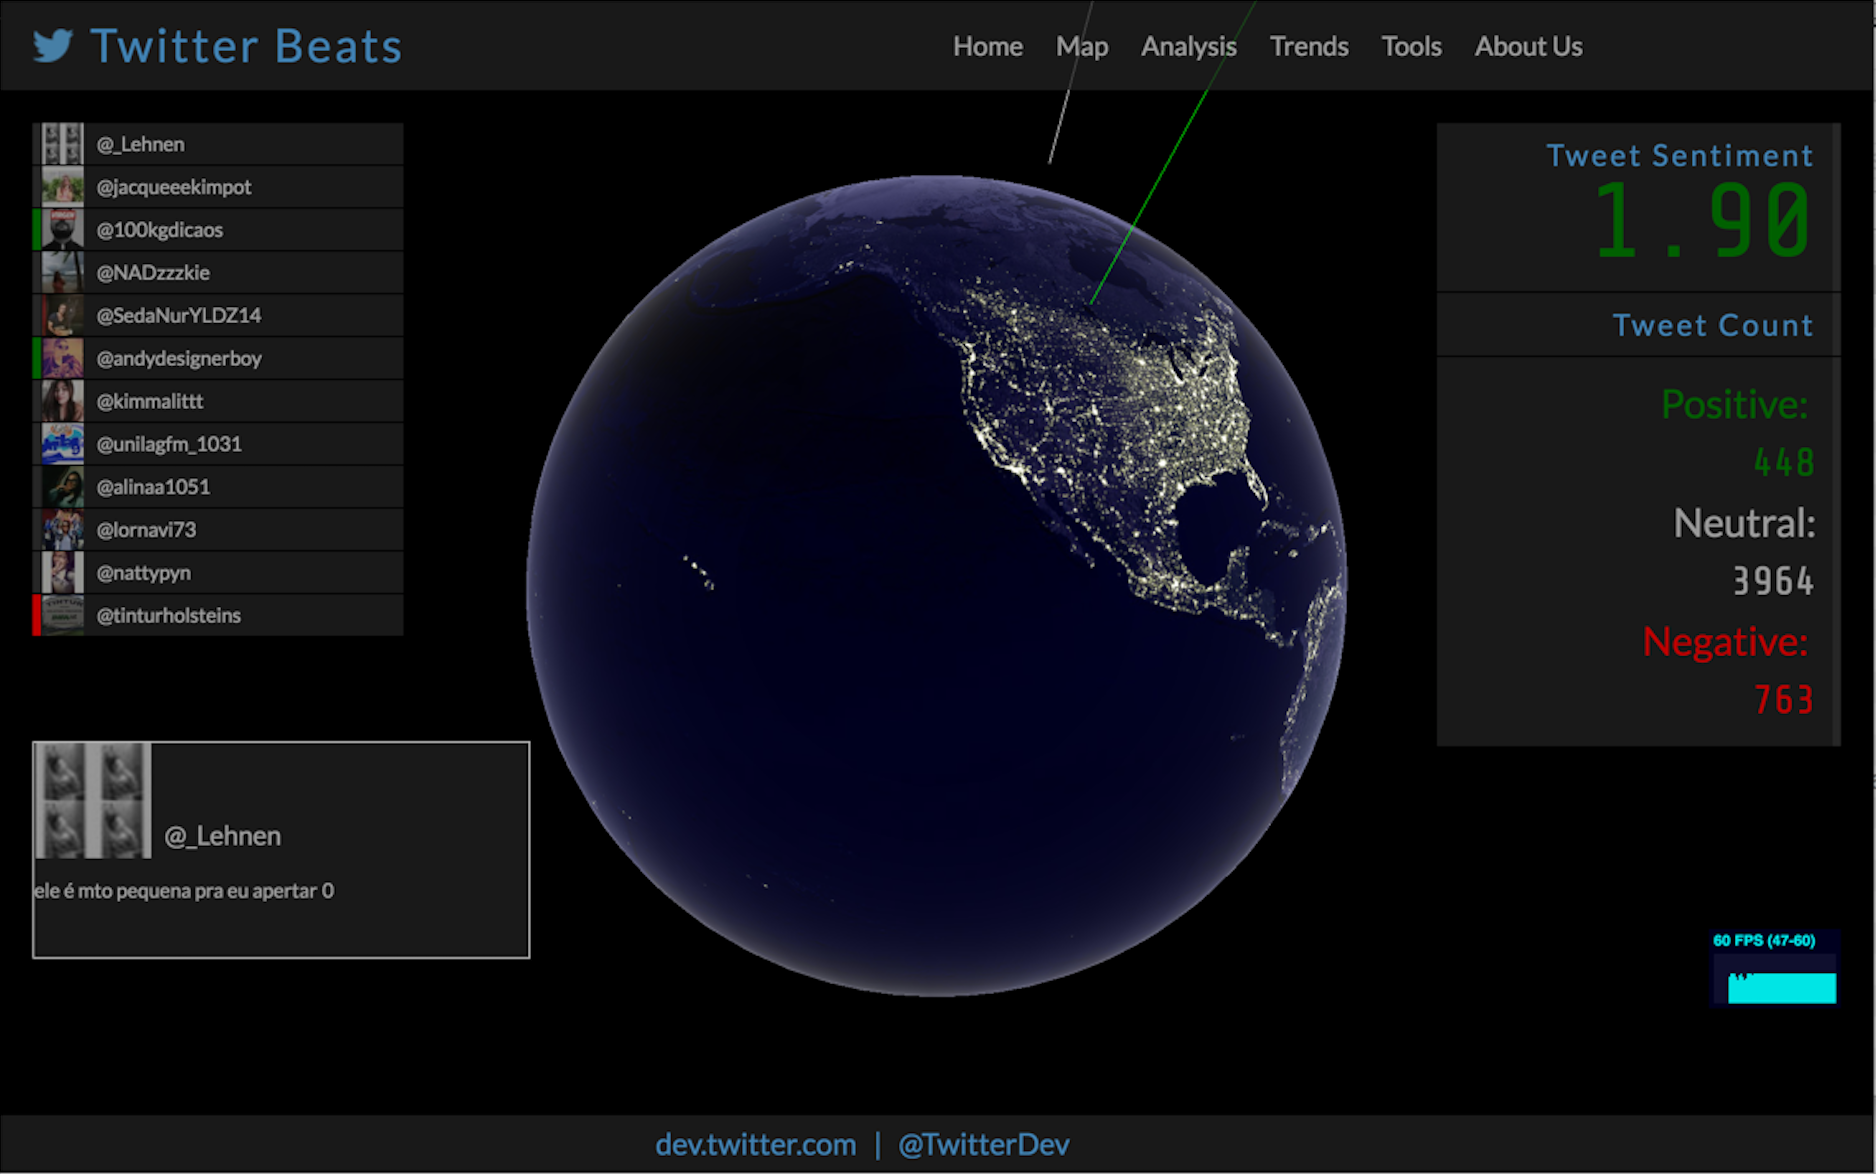 Twitter Beats
Home Map Analysis Trends Tools About Us
@_Lehnen
@jacqueeekimpot
@100kgdicaos
@NADzzzkie
@SedaNurYLDZ14
@andydesignerboy
@kimmalittt
@unilagfm_1031
@alinaa1051
@lornavi73
@nattypyn
@tinturholsteins
@_Lehnen
ele é mto pequena pra eu apertar 0
Tweet Sentiment
1.90
Tweet Count
Positive:
448
Neutral:
3964
Negative:
763
60 FPS (47-60)
dev.twitter.com | @TwitterDev